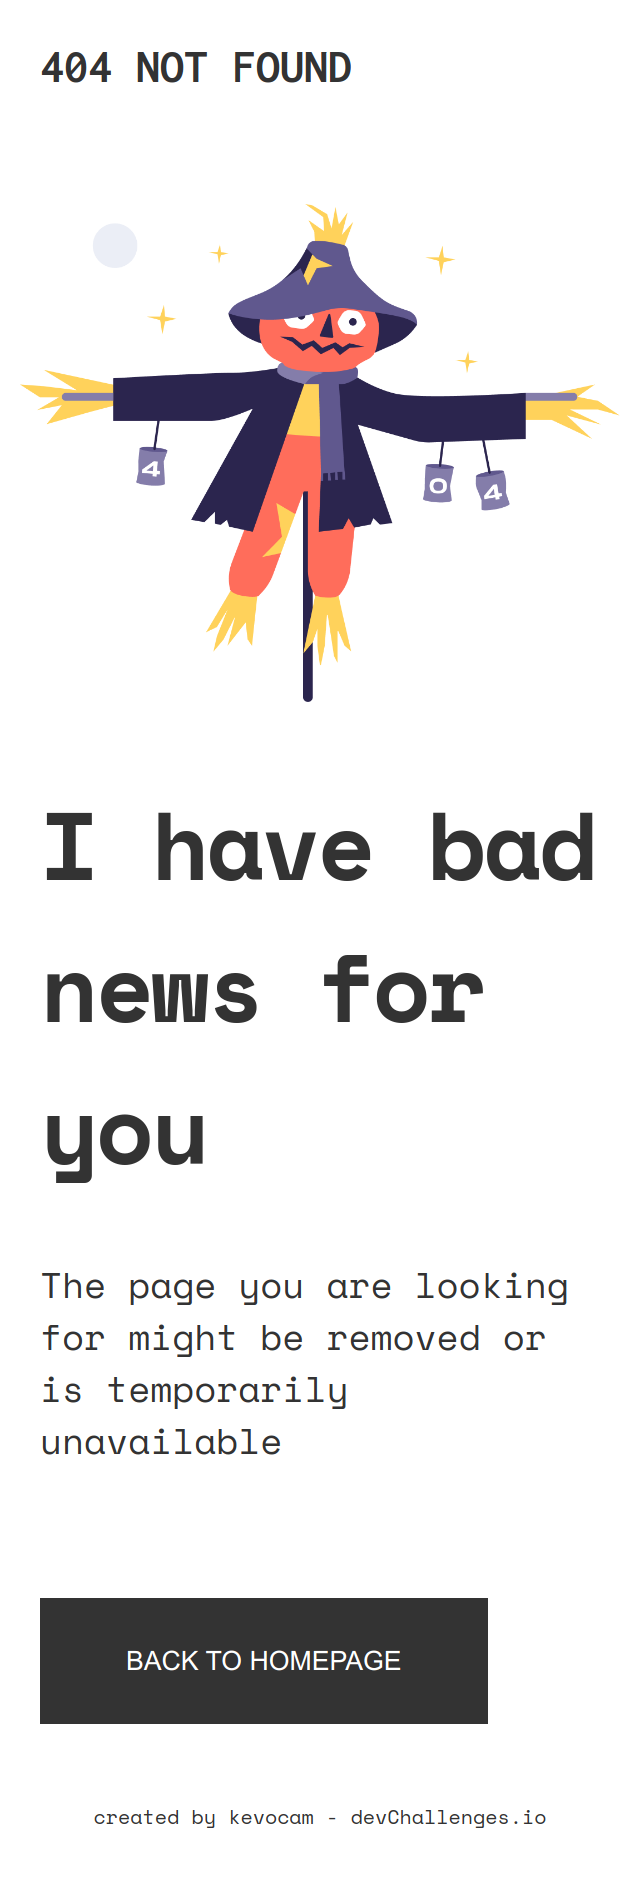 404 NOT FOUND
4
0 4
I have bad
news for
you
The page you are looking
for might be removed or
is temporarily
unavailable
BACK TO HOMEPAGE
created by kevocam - devChallenges.io